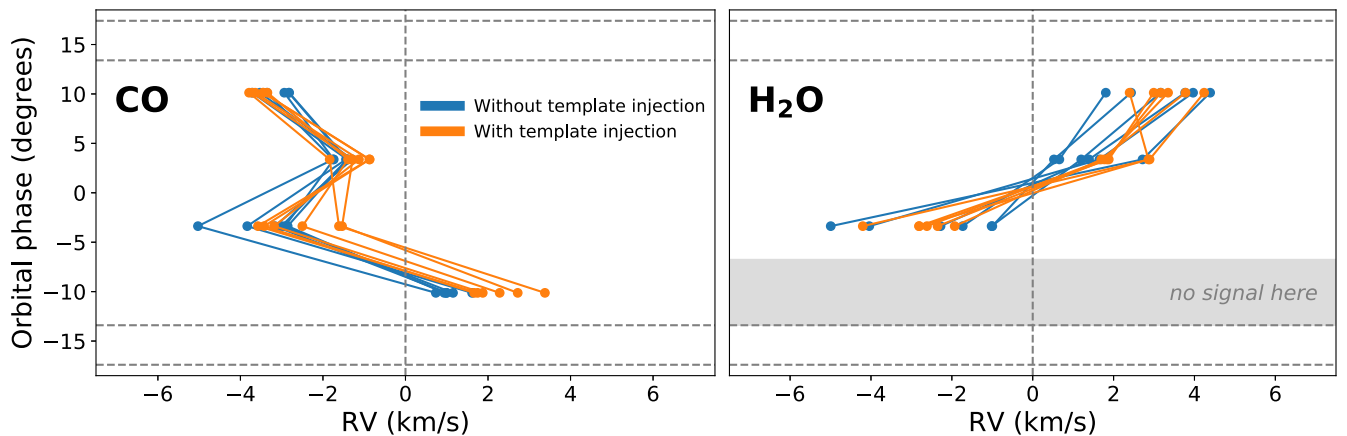 Orbital phase (degrees)
15
10
5
0
−5
−10
−15
CO
Without template injection
With template injection
−6 −4 −2 0 2 4 6
RV (km/s)
H₂O
no signal here
−6 −4 −2 0 2 4 6
RV (km/s)